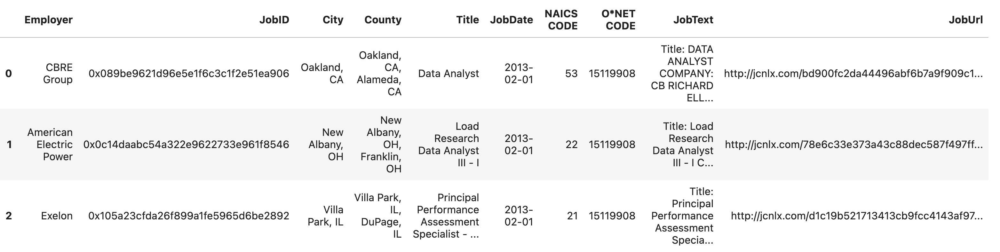 Employer JobID City County Title JobDate NAICS CODE O*NET CODE JobText JobUrl
0 CBRE Group 0x089be9621d96e5e1f6c3c1f2e51ea906 Oakland, CA Oakland, CA, Alameda, CA Data Analyst 2013-02-01 53 15119908 Title: DATA ANALYST COMPANY: CB RICHARD ELL... http://jcnlx.com/bd900fc2da44496abf6b7a9f909c1...
1 American Electric Power 0x0c14daabc54a322e9622733e961f8546 New Albany, OH New Albany, OH, Franklin, OH Load Research Data Analyst III - I 2013-02-01 22 15119908 Title: Load Research Data Analyst III - I C... http://jcnlx.com/78e6c33e373a43c88dec587f497ff...
2 Exelon 0x105a23cfda26f899a1fe5965d6be2892 Villa Park, IL Villa Park, IL, DuPage, IL Principal Performance Assessment Specialist - ... 2013-02-01 21 15119908 Title: Principal Performance Assessment Specia... http://jcnlx.com/d1c19b521713413cb9fcc4143af97...